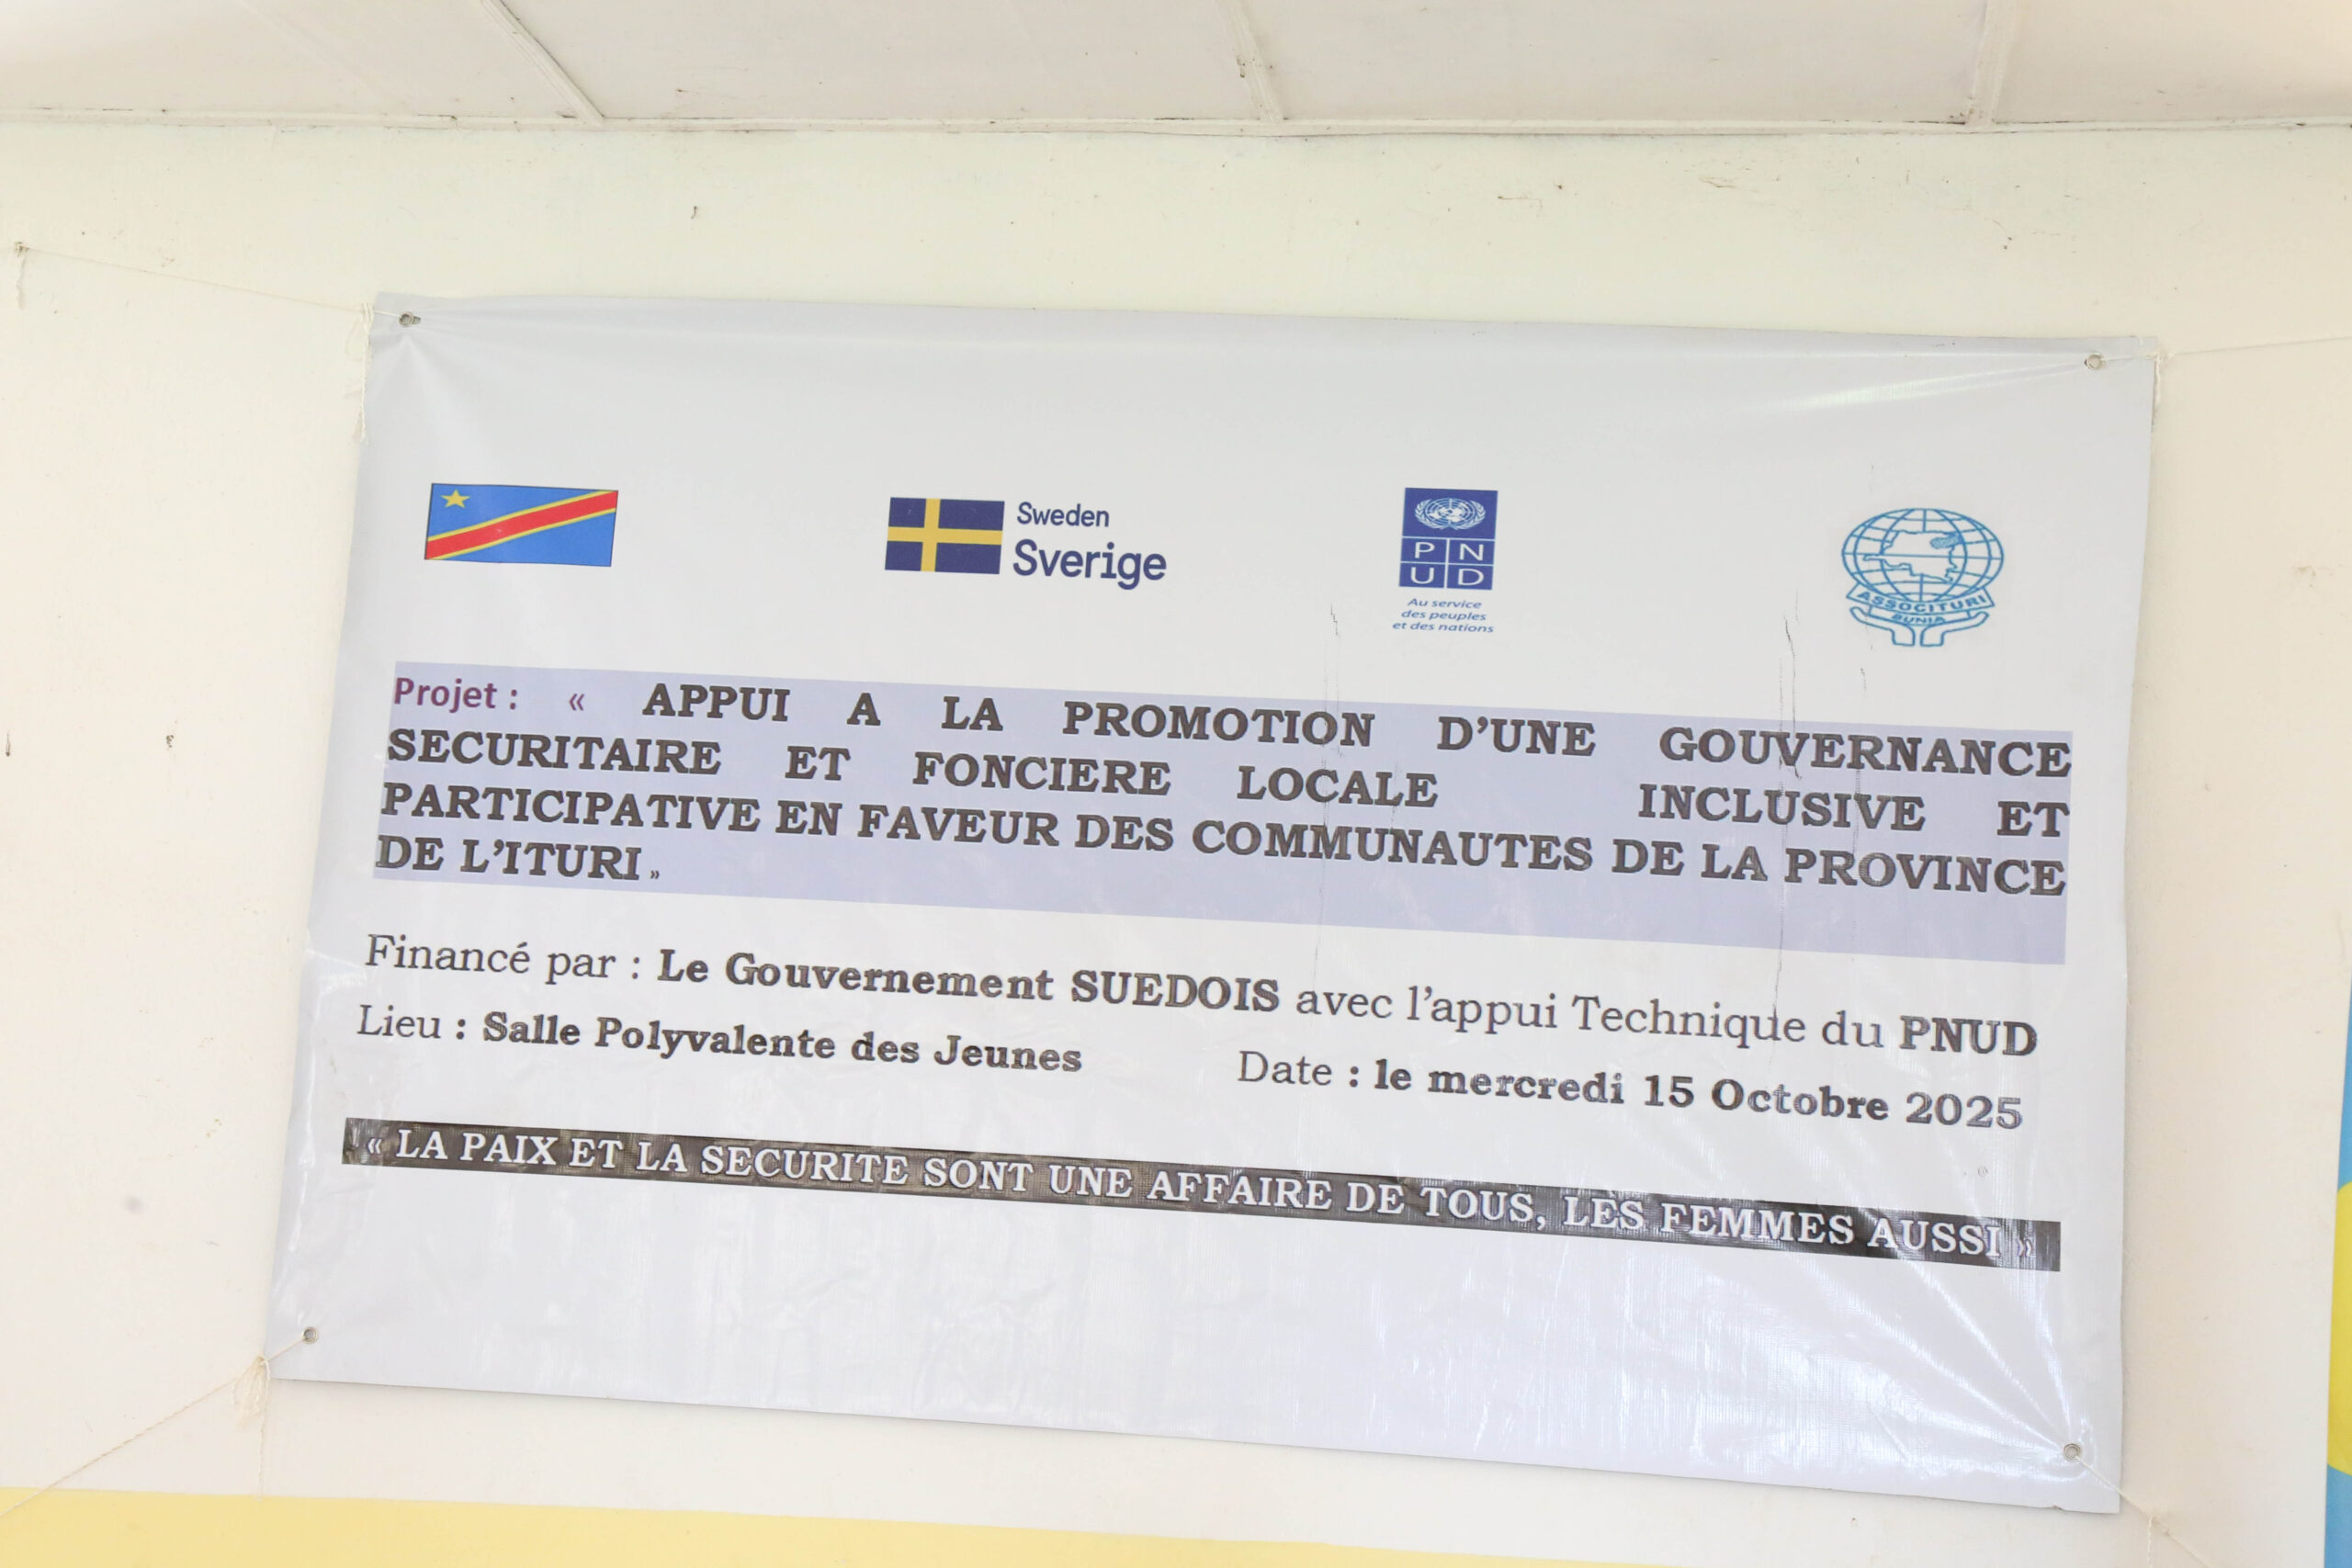 Sweden
Sverige
P N
U D
Au service
des peuples
et des nations
ASSOCITURI
BUNIA
Projet : « APPUI A LA PROMOTION D’UNE GOUVERNANCE
SECURITAIRE ET FONCIERE LOCALE INCLUSIVE ET
PARTICIPATIVE EN FAVEUR DES COMMUNAUTES DE LA PROVINCE
DE L’ITURI »
Financé par : Le Gouvernement SUEDOIS avec l’appui Technique du PNUD
Lieu : Salle Polyvalente des Jeunes Date : le mercredi 15 Octobre 2025
« LA PAIX ET LA SECURITE SONT UNE AFFAIRE DE TOUS, LES FEMMES AUSSI »